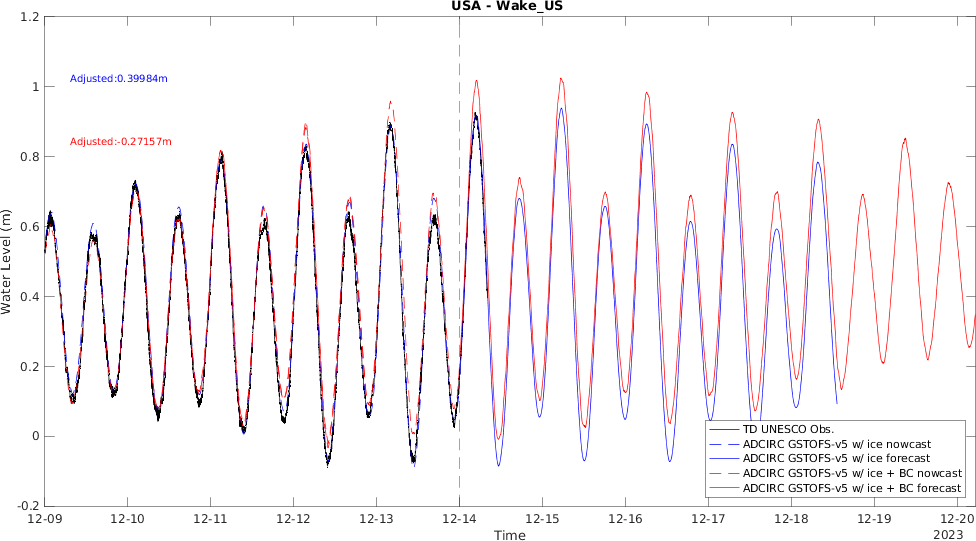 USA - Wake_US
1.2
1
0.8
0.6
0.4
0.2
0
-0.2
Water Level (m)
Adjusted:0.39984m
Adjusted:-0.27157m
TD UNESCO Obs.
ADCIRC GSTOFS-v5 w/ ice nowcast
ADCIRC GSTOFS-v5 w/ ice forecast
ADCIRC GSTOFS-v5 w/ ice + BC nowcast
ADCIRC GSTOFS-v5 w/ ice + BC forecast
12-09 12-10 12-11 12-12 12-13 12-14 12-15 12-16 12-17 12-18 12-19 12-20
Time
2023